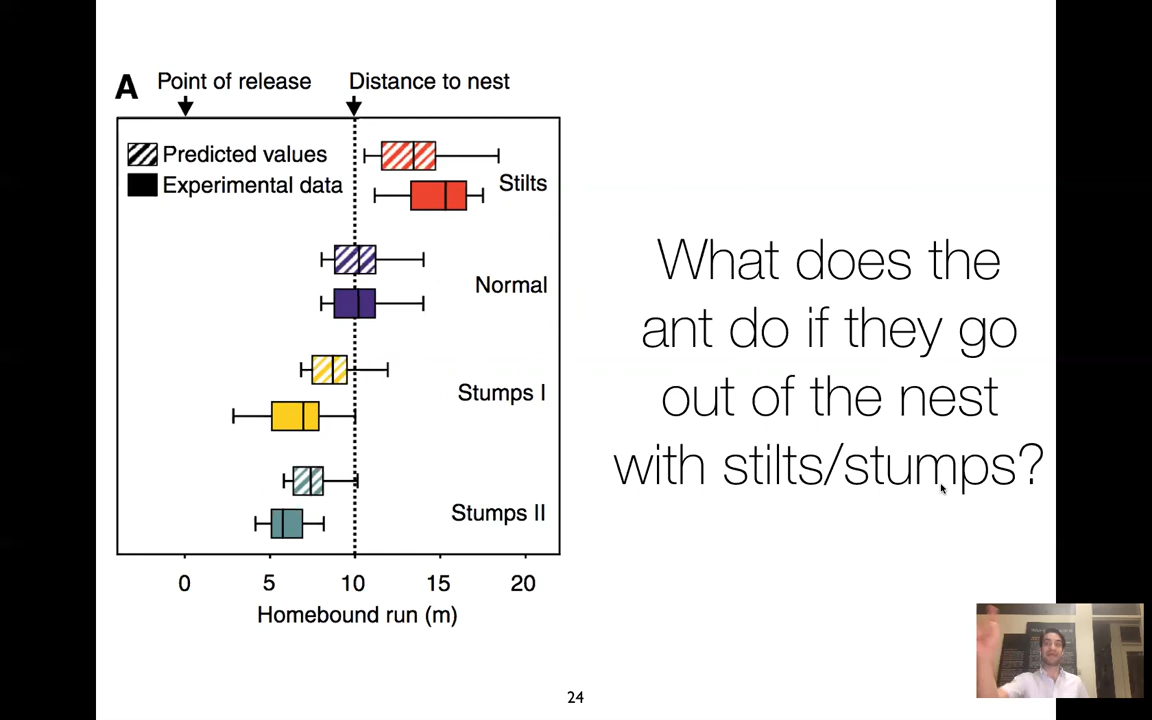 A
Point of release
Distance to nest
Predicted values
Experimental data
Stilts
Normal
Stumps I
Stumps II
0 5 10 15 20
Homebound run (m)
What does the
ant do if they go
out of the nest
with stilts/stumps?
24